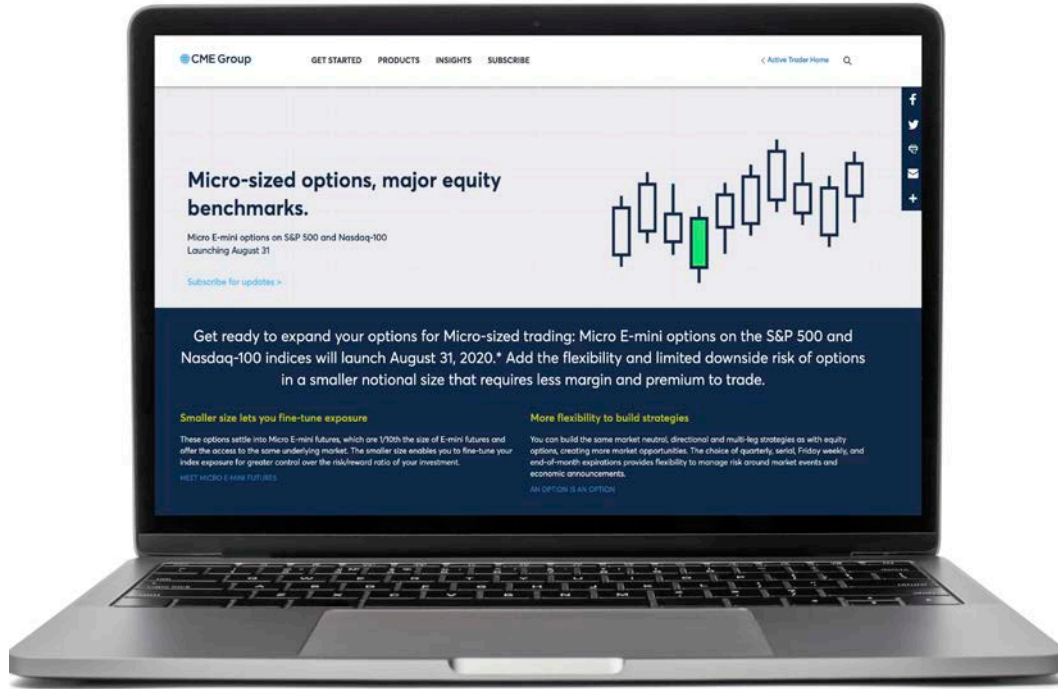 CME Group
GET STARTED PRODUCTS INSIGHTS SUBSCRIBE
< Active Trader Home
Micro-sized options, major equity
benchmarks.
Micro E-mini options on S&P 500 and Nasdaq-100
Launching August 31
Subscribe for updates >
Get ready to expand your options for Micro-sized trading: Micro E-mini options on the S&P 500 and
Nasdaq-100 indices will launch August 31, 2020.* Add the flexibility and limited downside risk of options
in a smaller notional size that requires less margin and premium to trade.
Smaller size lets you fine-tune exposure
These options settle into Micro E-mini futures, which are 1/10th the size of E-mini futures and
offer the access to the same underlying market. The smaller size enables you to fine-tune your
index exposure for greater control over the risk/reward ratio of your investment.
MEET MICRO E-MINI FUTURES
More flexibility to build strategies
You can build the same market neutral, directional and multi-leg strategies as with equity
options, creating more market opportunities. The choice of quarterly, serial, Friday weekly, and
end-of-month expirations provides flexibility to manage risk around market events and
economic announcements.
AN OPTION IS AN OPTION